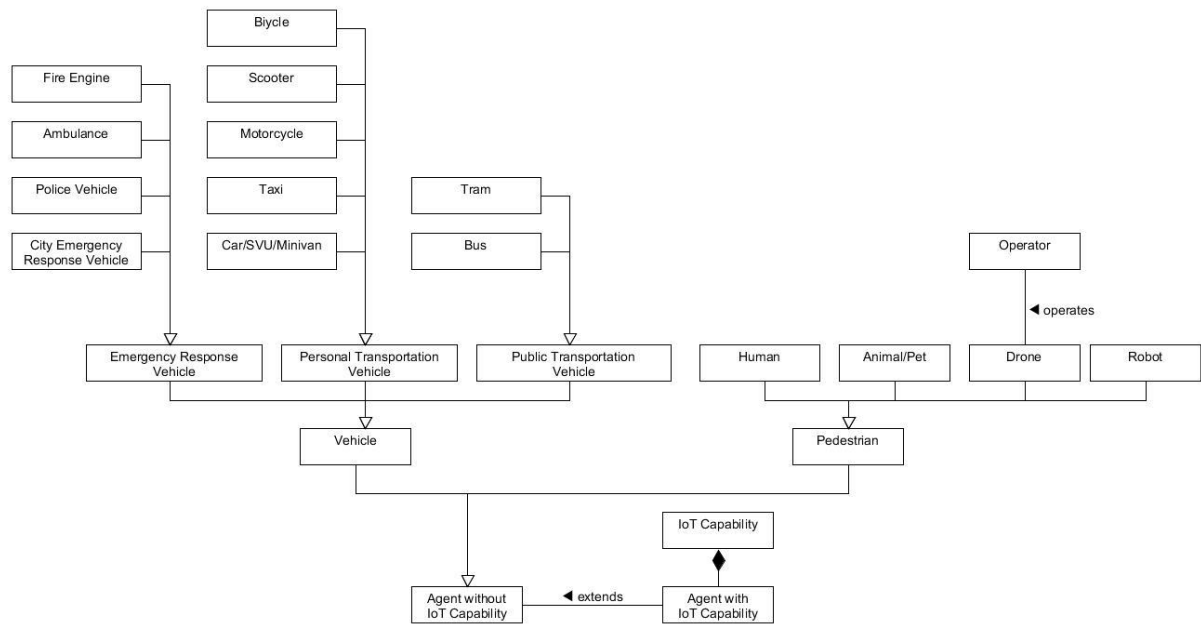 Biycle
Fire Engine
Scooter
Ambulance
Motorcycle
Police Vehicle
Taxi
Tram
City Emergency
Response Vehicle
Car/SVU/Minivan
Bus
Operator
◄ operates
Emergency Response
Vehicle
Personal Transportation
Vehicle
Public Transportation
Vehicle
Human
Animal/Pet
Drone
Robot
Vehicle
Pedestrian
IoT Capability
Agent without
IoT Capability
◄ extends
Agent with
IoT Capability